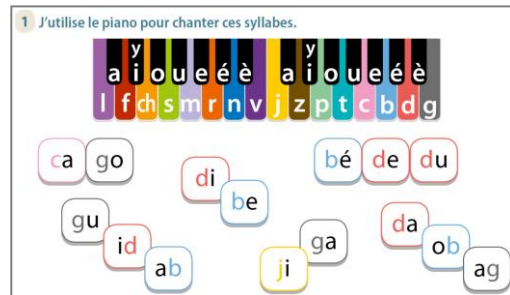 1 J'utilise le piano pour chanter ces syllabes.
y y
a i o u e é è a i o u e é è
l f ch s m r n v j z p t c b d g
ca go
di
be
bé de du
gu
id
ab
ga
ji
da
ob
ag